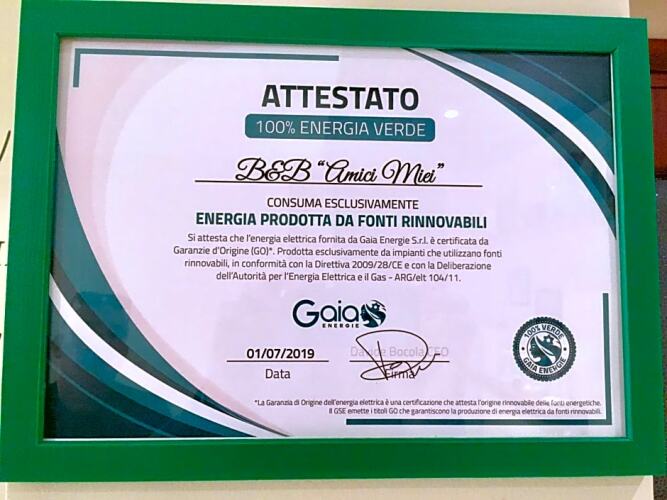 ATTESTATO
100% ENERGIA VERDE
B&B "Amici Miei"
CONSUMA ESCLUSIVAMENTE
ENERGIA PRODOTTA DA FONTI RINNOVABILI
Si attesta che l'energia elettrica fornita da Gaia Energie S.r.l. è certificata da
Garanzie d'Origine (GO)*. Prodotta esclusivamente da impianti che utilizzano fonti
rinnovabili, in conformità con la Direttiva 2009/28/CE e con la Deliberazione
dell'Autorità per l'Energia Elettrica e il Gas - ARG/elt 104/11.
Gaia
ENERGIE
01/07/2019
Data
Davide Bocola CEO
Firma
100% VERDE
GAIA ENERGIE
*La Garanzia di Origine dell'energia elettrica è una certificazione che attesta l'origine rinnovabile delle fonti energetiche.
Il GSE emette i titoli GO che garantiscono la produzione di energia elettrica da fonti rinnovabili.